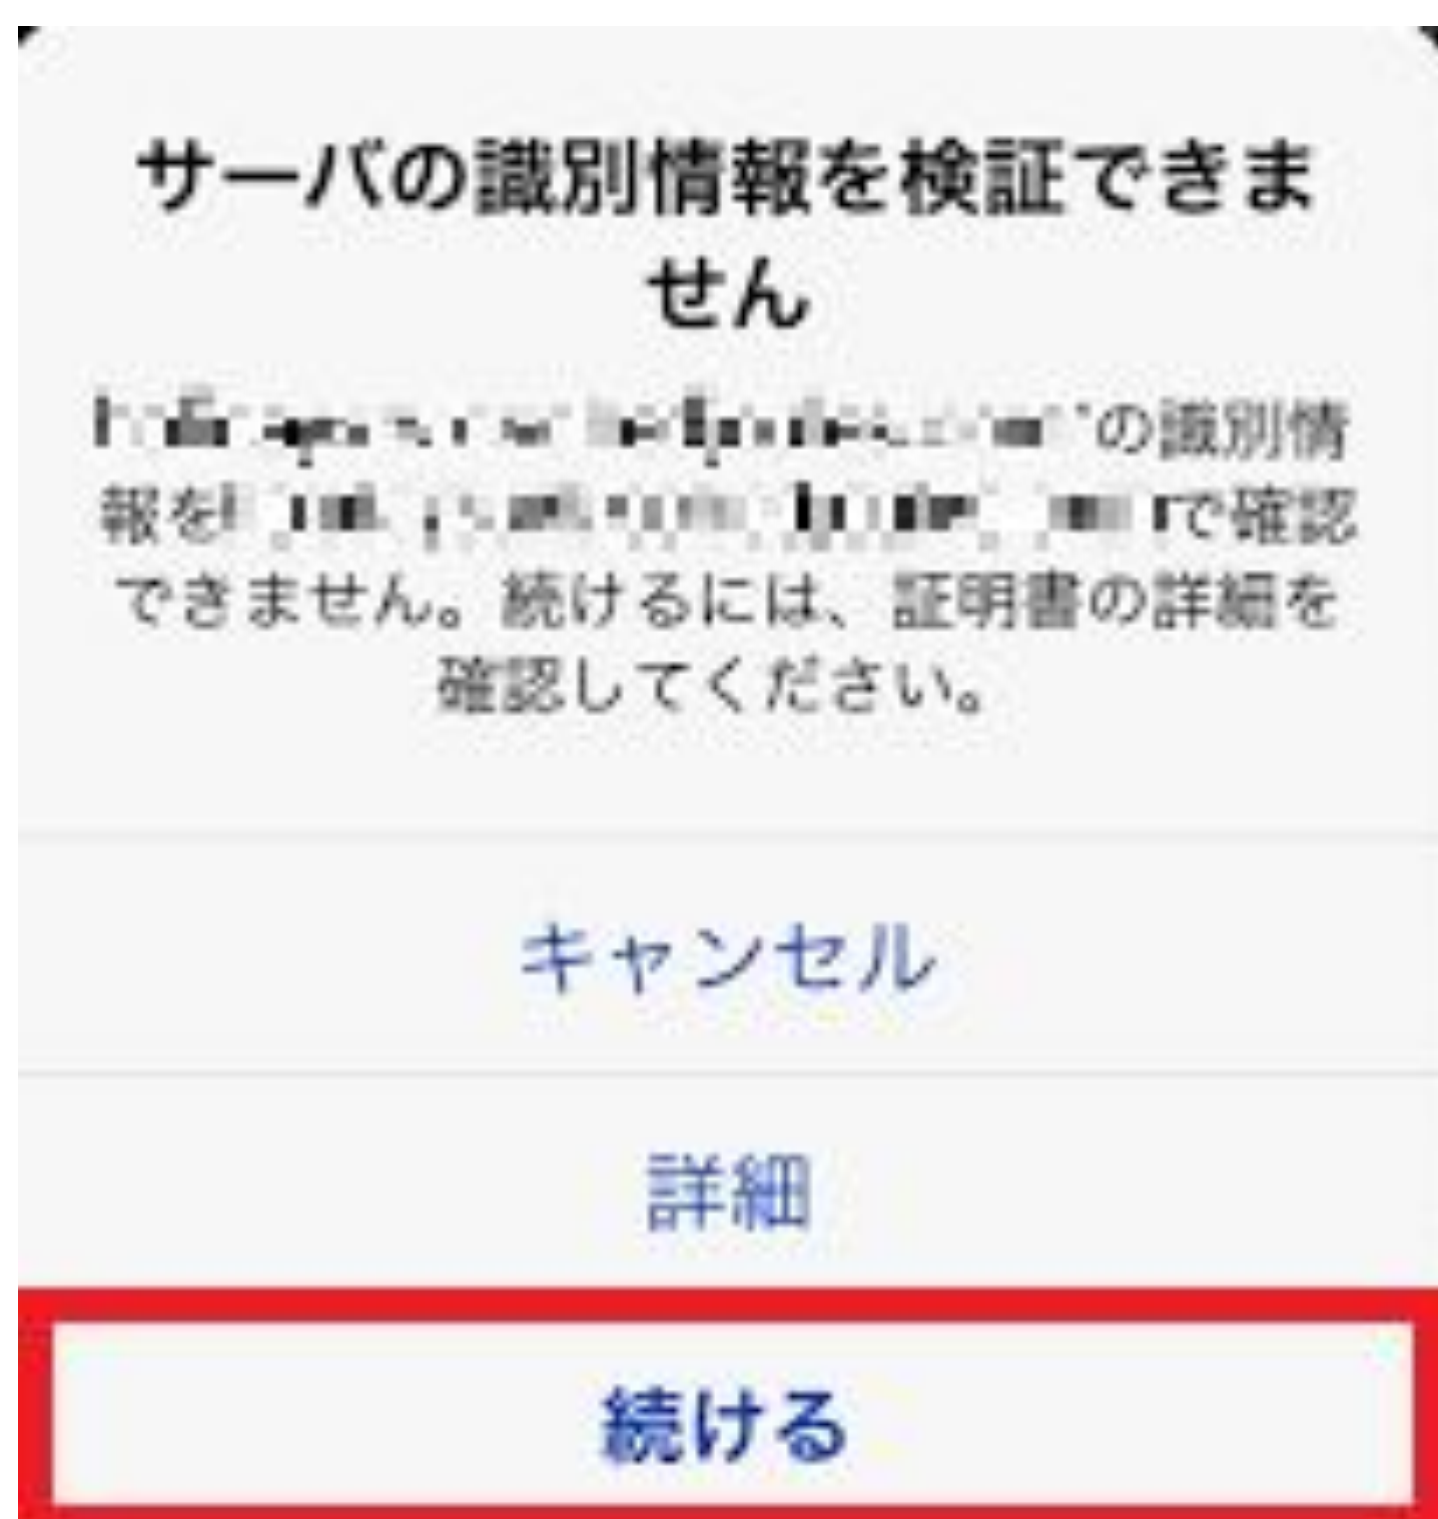 サーバの識別情報を検証できま
せん
の識別情
報を で確認
できません。続けるには、証明書の詳細を
確認してください。
キャンセル
詳細
続ける